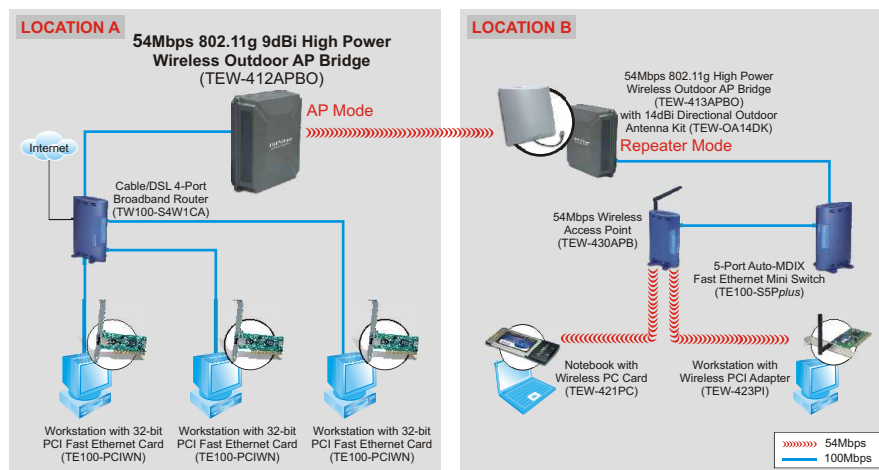 LOCATION A
54Mbps 802.11g 9dBi High Power
Wireless Outdoor AP Bridge
(TEW-412APBO)
AP Mode
Internet
Cable/DSL 4-Port
Broadband Router
(TW100-S4W1CA)
Workstation with 32-bit
PCI Fast Ethernet Card
(TE100-PCIWN)
Workstation with 32-bit
PCI Fast Ethernet Card
(TE100-PCIWN)
Workstation with 32-bit
PCI Fast Ethernet Card
(TE100-PCIWN)
LOCATION B
54Mbps 802.11g High Power
Wireless Outdoor AP Bridge
(TEW-413APBO)
with 14dBi Directional Outdoor
Antenna Kit (TEW-OA14DK)
Repeater Mode
54Mbps Wireless
Access Point
(TEW-430APB)
5-Port Auto-MDIX
Fast Ethernet Mini Switch
(TE100-S5Pplus)
Notebook with
Wireless PC Card
(TEW-421PC)
Workstation with
Wireless PCI Adapter
(TEW-423PI)
54Mbps
100Mbps